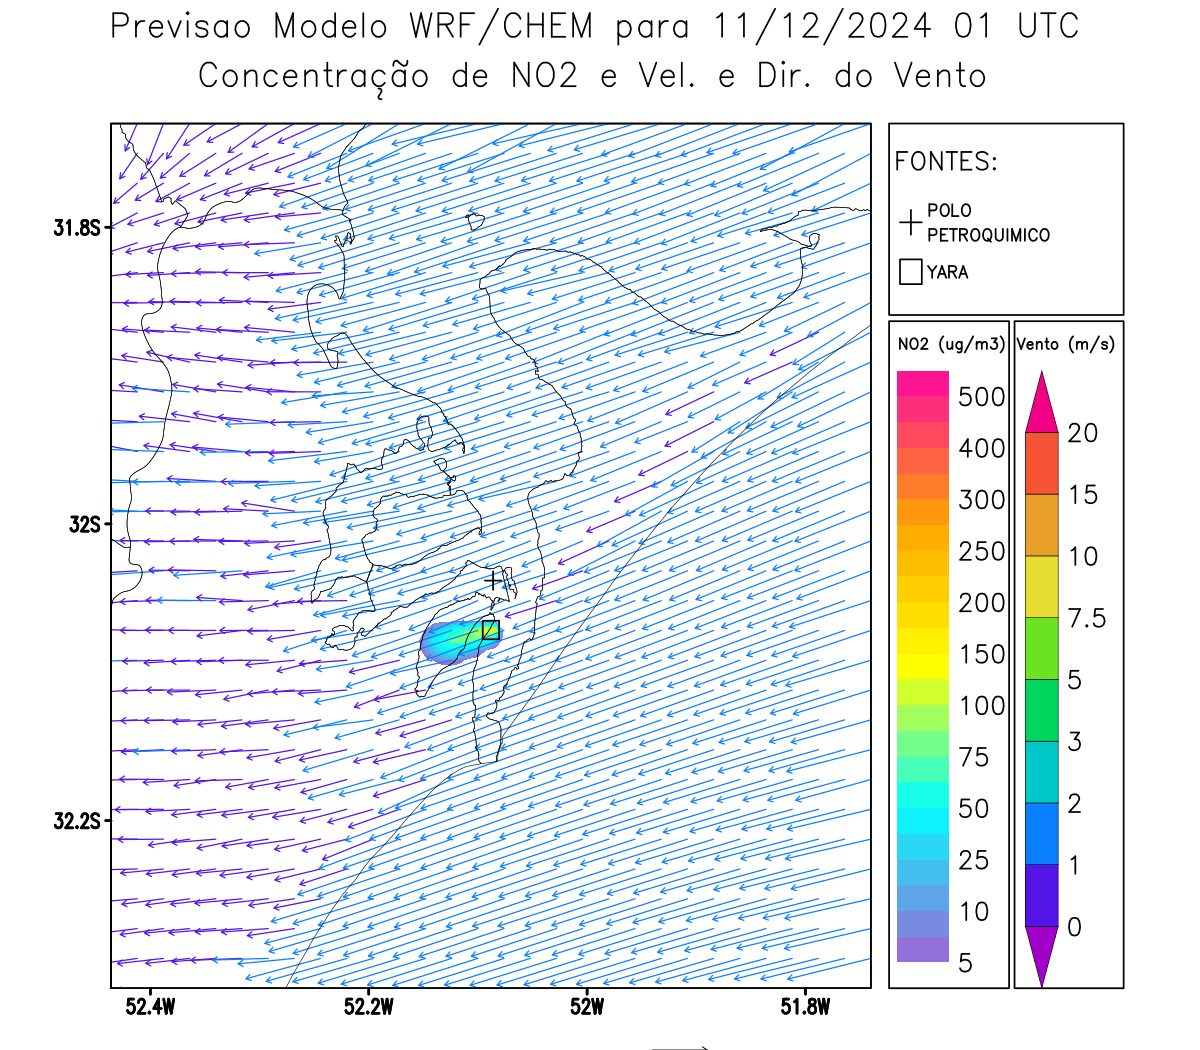 Previsao Modelo WRF/CHEM para 11/12/2024 01 UTC
Concentração de NO2 e Vel. e Dir. do Vento
FONTES:
POLO
PETROQUIMICO
YARA
NO2 (ug/m3)
500
400
300
250
200
150
100
75
50
25
10
5
Vento (m/s)
20
15
10
7.5
5
3
2
1
0
31.8S
32S
32.2S
52.4W
52.2W
52W
51.8W